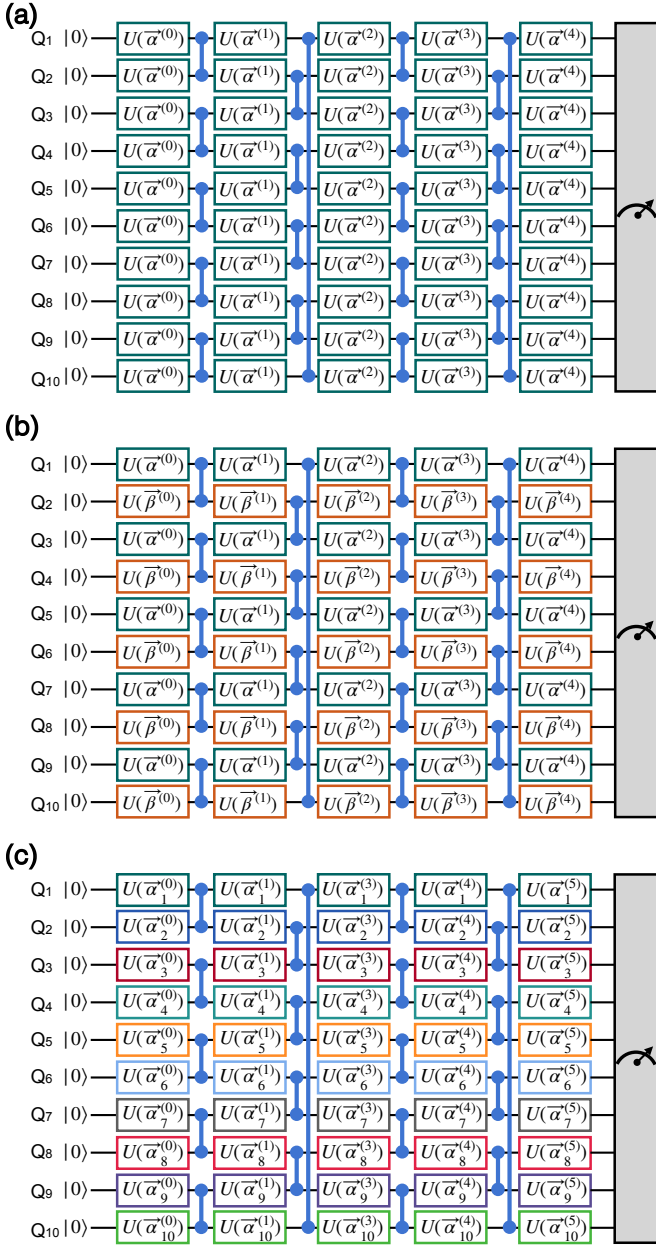 (a)
Q1 |0⟩ U(α⃗(0)) U(α⃗(1)) U(α⃗(2)) U(α⃗(3)) U(α⃗(4))
Q2 |0⟩ U(α⃗(0)) U(α⃗(1)) U(α⃗(2)) U(α⃗(3)) U(α⃗(4))
Q3 |0⟩ U(α⃗(0)) U(α⃗(1)) U(α⃗(2)) U(α⃗(3)) U(α⃗(4))
Q4 |0⟩ U(α⃗(0)) U(α⃗(1)) U(α⃗(2)) U(α⃗(3)) U(α⃗(4))
Q5 |0⟩ U(α⃗(0)) U(α⃗(1)) U(α⃗(2)) U(α⃗(3)) U(α⃗(4))
Q6 |0⟩ U(α⃗(0)) U(α⃗(1)) U(α⃗(2)) U(α⃗(3)) U(α⃗(4))
Q7 |0⟩ U(α⃗(0)) U(α⃗(1)) U(α⃗(2)) U(α⃗(3)) U(α⃗(4))
Q8 |0⟩ U(α⃗(0)) U(α⃗(1)) U(α⃗(2)) U(α⃗(3)) U(α⃗(4))
Q9 |0⟩ U(α⃗(0)) U(α⃗(1)) U(α⃗(2)) U(α⃗(3)) U(α⃗(4))
Q10 |0⟩ U(α⃗(0)) U(α⃗(1)) U(α⃗(2)) U(α⃗(3)) U(α⃗(4))
(b)
Q1 |0⟩ U(α⃗(0)) U(α⃗(1)) U(α⃗(2)) U(α⃗(3)) U(α⃗(4))
Q2 |0⟩ U(β⃗(0)) U(β⃗(1)) U(β⃗(2)) U(β⃗(3)) U(β⃗(4))
Q3 |0⟩ U(α⃗(0)) U(α⃗(1)) U(α⃗(2)) U(α⃗(3)) U(α⃗(4))
Q4 |0⟩ U(β⃗(0)) U(β⃗(1)) U(β⃗(2)) U(β⃗(3)) U(β⃗(4))
Q5 |0⟩ U(α⃗(0)) U(α⃗(1)) U(α⃗(2)) U(α⃗(3)) U(α⃗(4))
Q6 |0⟩ U(β⃗(0)) U(β⃗(1)) U(β⃗(2)) U(β⃗(3)) U(β⃗(4))
Q7 |0⟩ U(α⃗(0)) U(α⃗(1)) U(α⃗(2)) U(α⃗(3)) U(α⃗(4))
Q8 |0⟩ U(β⃗(0)) U(β⃗(1)) U(β⃗(2)) U(β⃗(3)) U(β⃗(4))
Q9 |0⟩ U(α⃗(0)) U(α⃗(1)) U(α⃗(2)) U(α⃗(3)) U(α⃗(4))
Q10 |0⟩ U(β⃗(0)) U(β⃗(1)) U(β⃗(2)) U(β⃗(3)) U(β⃗(4))
(c)
Q1 |0⟩ U(α⃗1(0)) U(α⃗1(1)) U(α⃗1(3)) U(α⃗1(4)) U(α⃗1(5))
Q2 |0⟩ U(α⃗2(0)) U(α⃗2(1)) U(α⃗2(3)) U(α⃗2(4)) U(α⃗2(5))
Q3 |0⟩ U(α⃗3(0)) U(α⃗3(1)) U(α⃗3(3)) U(α⃗3(4)) U(α⃗3(5))
Q4 |0⟩ U(α⃗4(0)) U(α⃗4(1)) U(α⃗4(3)) U(α⃗4(4)) U(α⃗4(5))
Q5 |0⟩ U(α⃗5(0)) U(α⃗5(1)) U(α⃗5(3)) U(α⃗5(4)) U(α⃗5(5))
Q6 |0⟩ U(α⃗6(0)) U(α⃗6(1)) U(α⃗6(3)) U(α⃗6(4)) U(α⃗6(5))
Q7 |0⟩ U(α⃗7(0)) U(α⃗7(1)) U(α⃗7(3)) U(α⃗7(4)) U(α⃗7(5))
Q8 |0⟩ U(α⃗8(0)) U(α⃗8(1)) U(α⃗8(3)) U(α⃗8(4)) U(α⃗8(5))
Q9 |0⟩ U(α⃗9(0)) U(α⃗9(1)) U(α⃗9(3)) U(α⃗9(4)) U(α⃗9(5))
Q10 |0⟩ U(α⃗10(0)) U(α⃗10(1)) U(α⃗10(3)) U(α⃗10(4)) U(α⃗10(5))